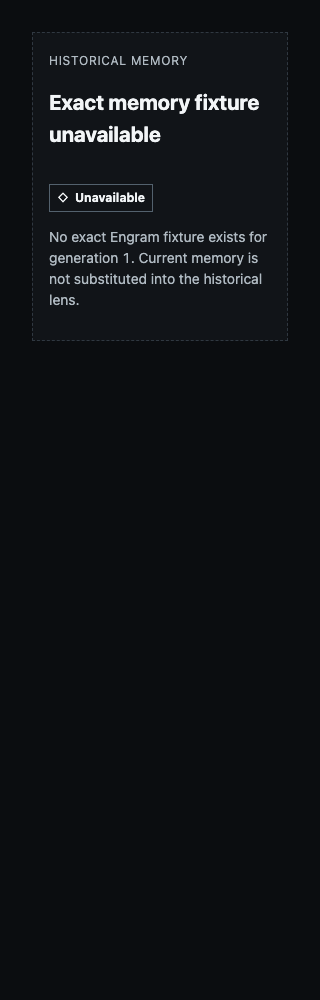 HISTORICAL MEMORY
Exact memory fixture
unavailable
Unavailable
No exact Engram fixture exists for
generation 1. Current memory is
not substituted into the historical
lens.